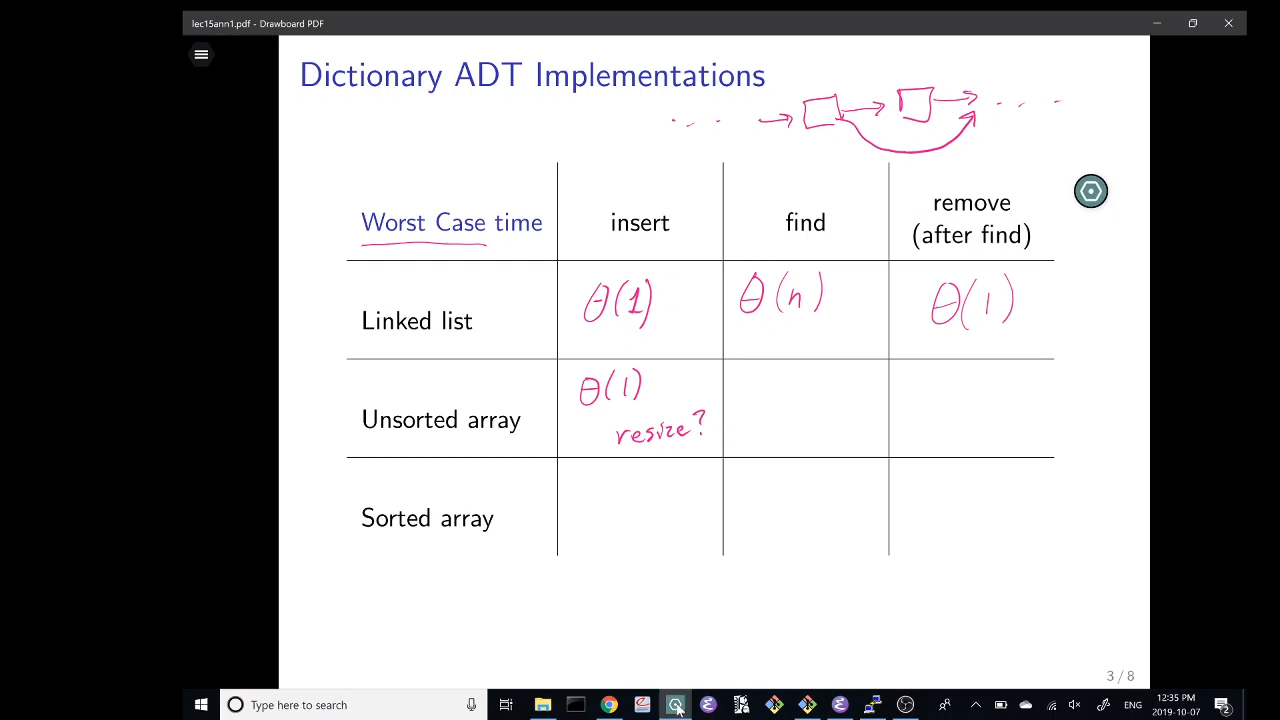 lec15ann1.pdf - Drawboard PDF
Dictionary ADT Implementations
Worst Case time
insert
find
remove
(after find)
Linked list
θ(1)
θ(n)
θ(1)
Unsorted array
θ(1)
resize?
Sorted array
3 / 8
Type here to search
ENG
12:35 PM
2019-10-07
2